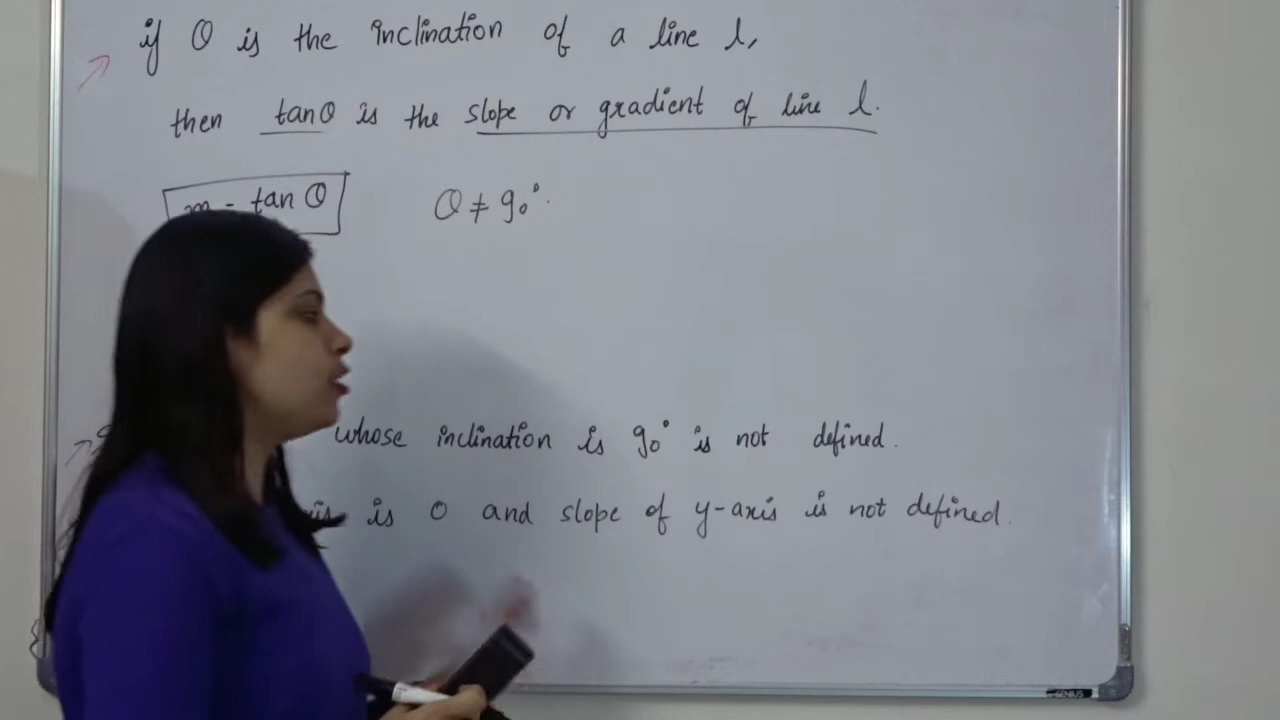 if θ is the inclination of a line l,
then tanθ is the slope or gradient of line l.
m = tan θ
θ ≠ 90°.
whose inclination is 90° is not defined.
is 0 and slope of y-axis is not defined.
GENIUS